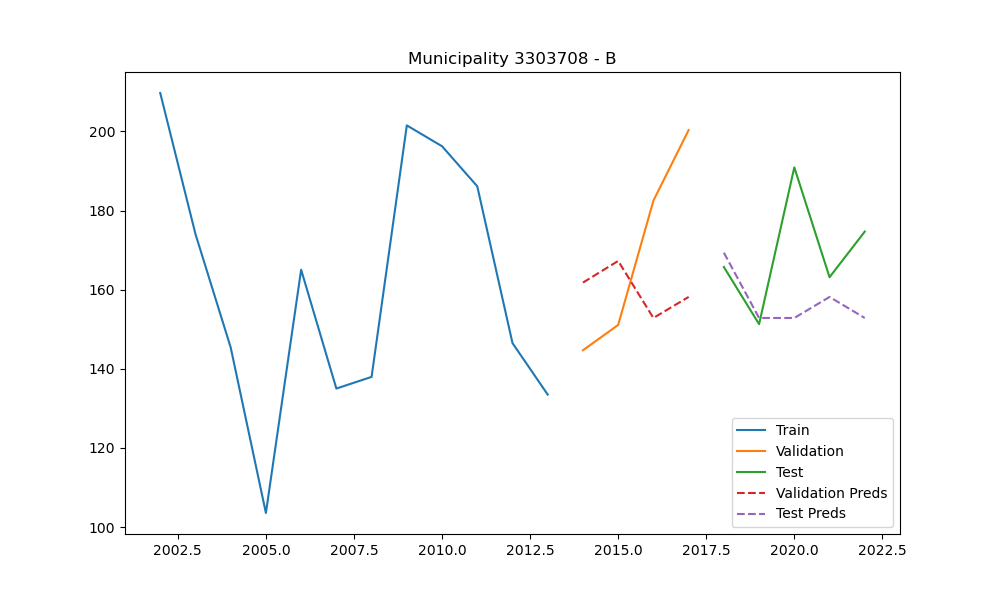 Municipality 3303708 - B
200
180
160
140
120
100
2002.5 2005.0 2007.5 2010.0 2012.5 2015.0 2017.5 2020.0 2022.5
Train
Validation
Test
Validation Preds
Test Preds